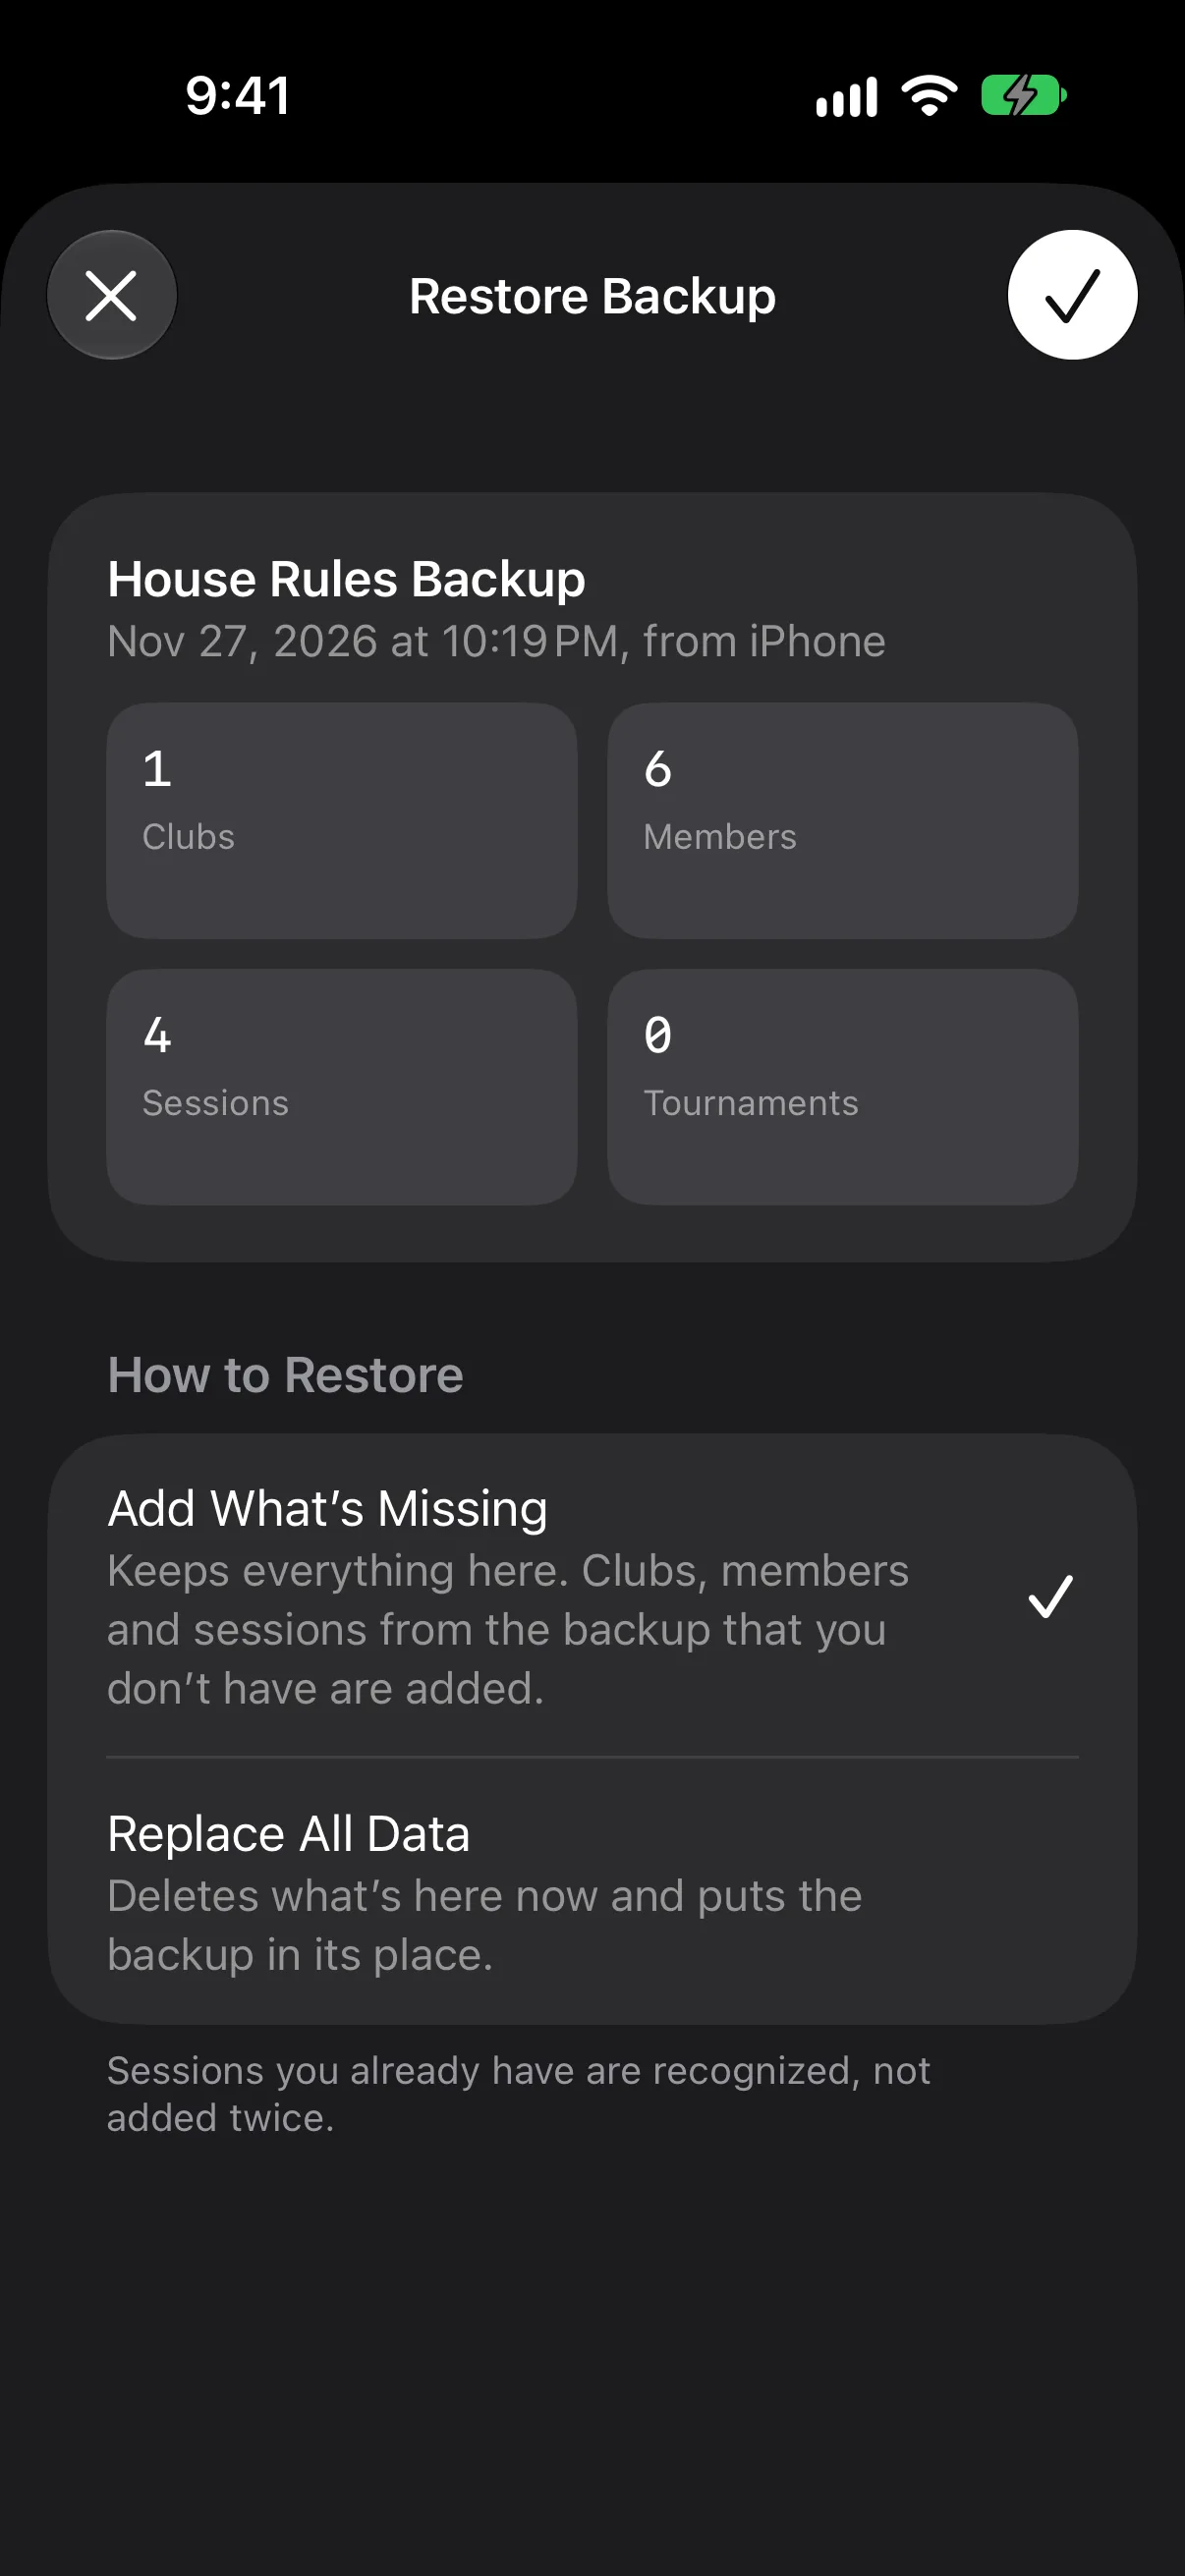 9:41
Restore Backup
House Rules Backup
Nov 27, 2026 at 10:19 PM, from iPhone
1
Clubs
6
Members
4
Sessions
0
Tournaments
How to Restore
Add What’s Missing
Keeps everything here. Clubs, members
and sessions from the backup that you
don’t have are added.
Replace All Data
Deletes what’s here now and puts the
backup in its place.
Sessions you already have are recognized, not
added twice.